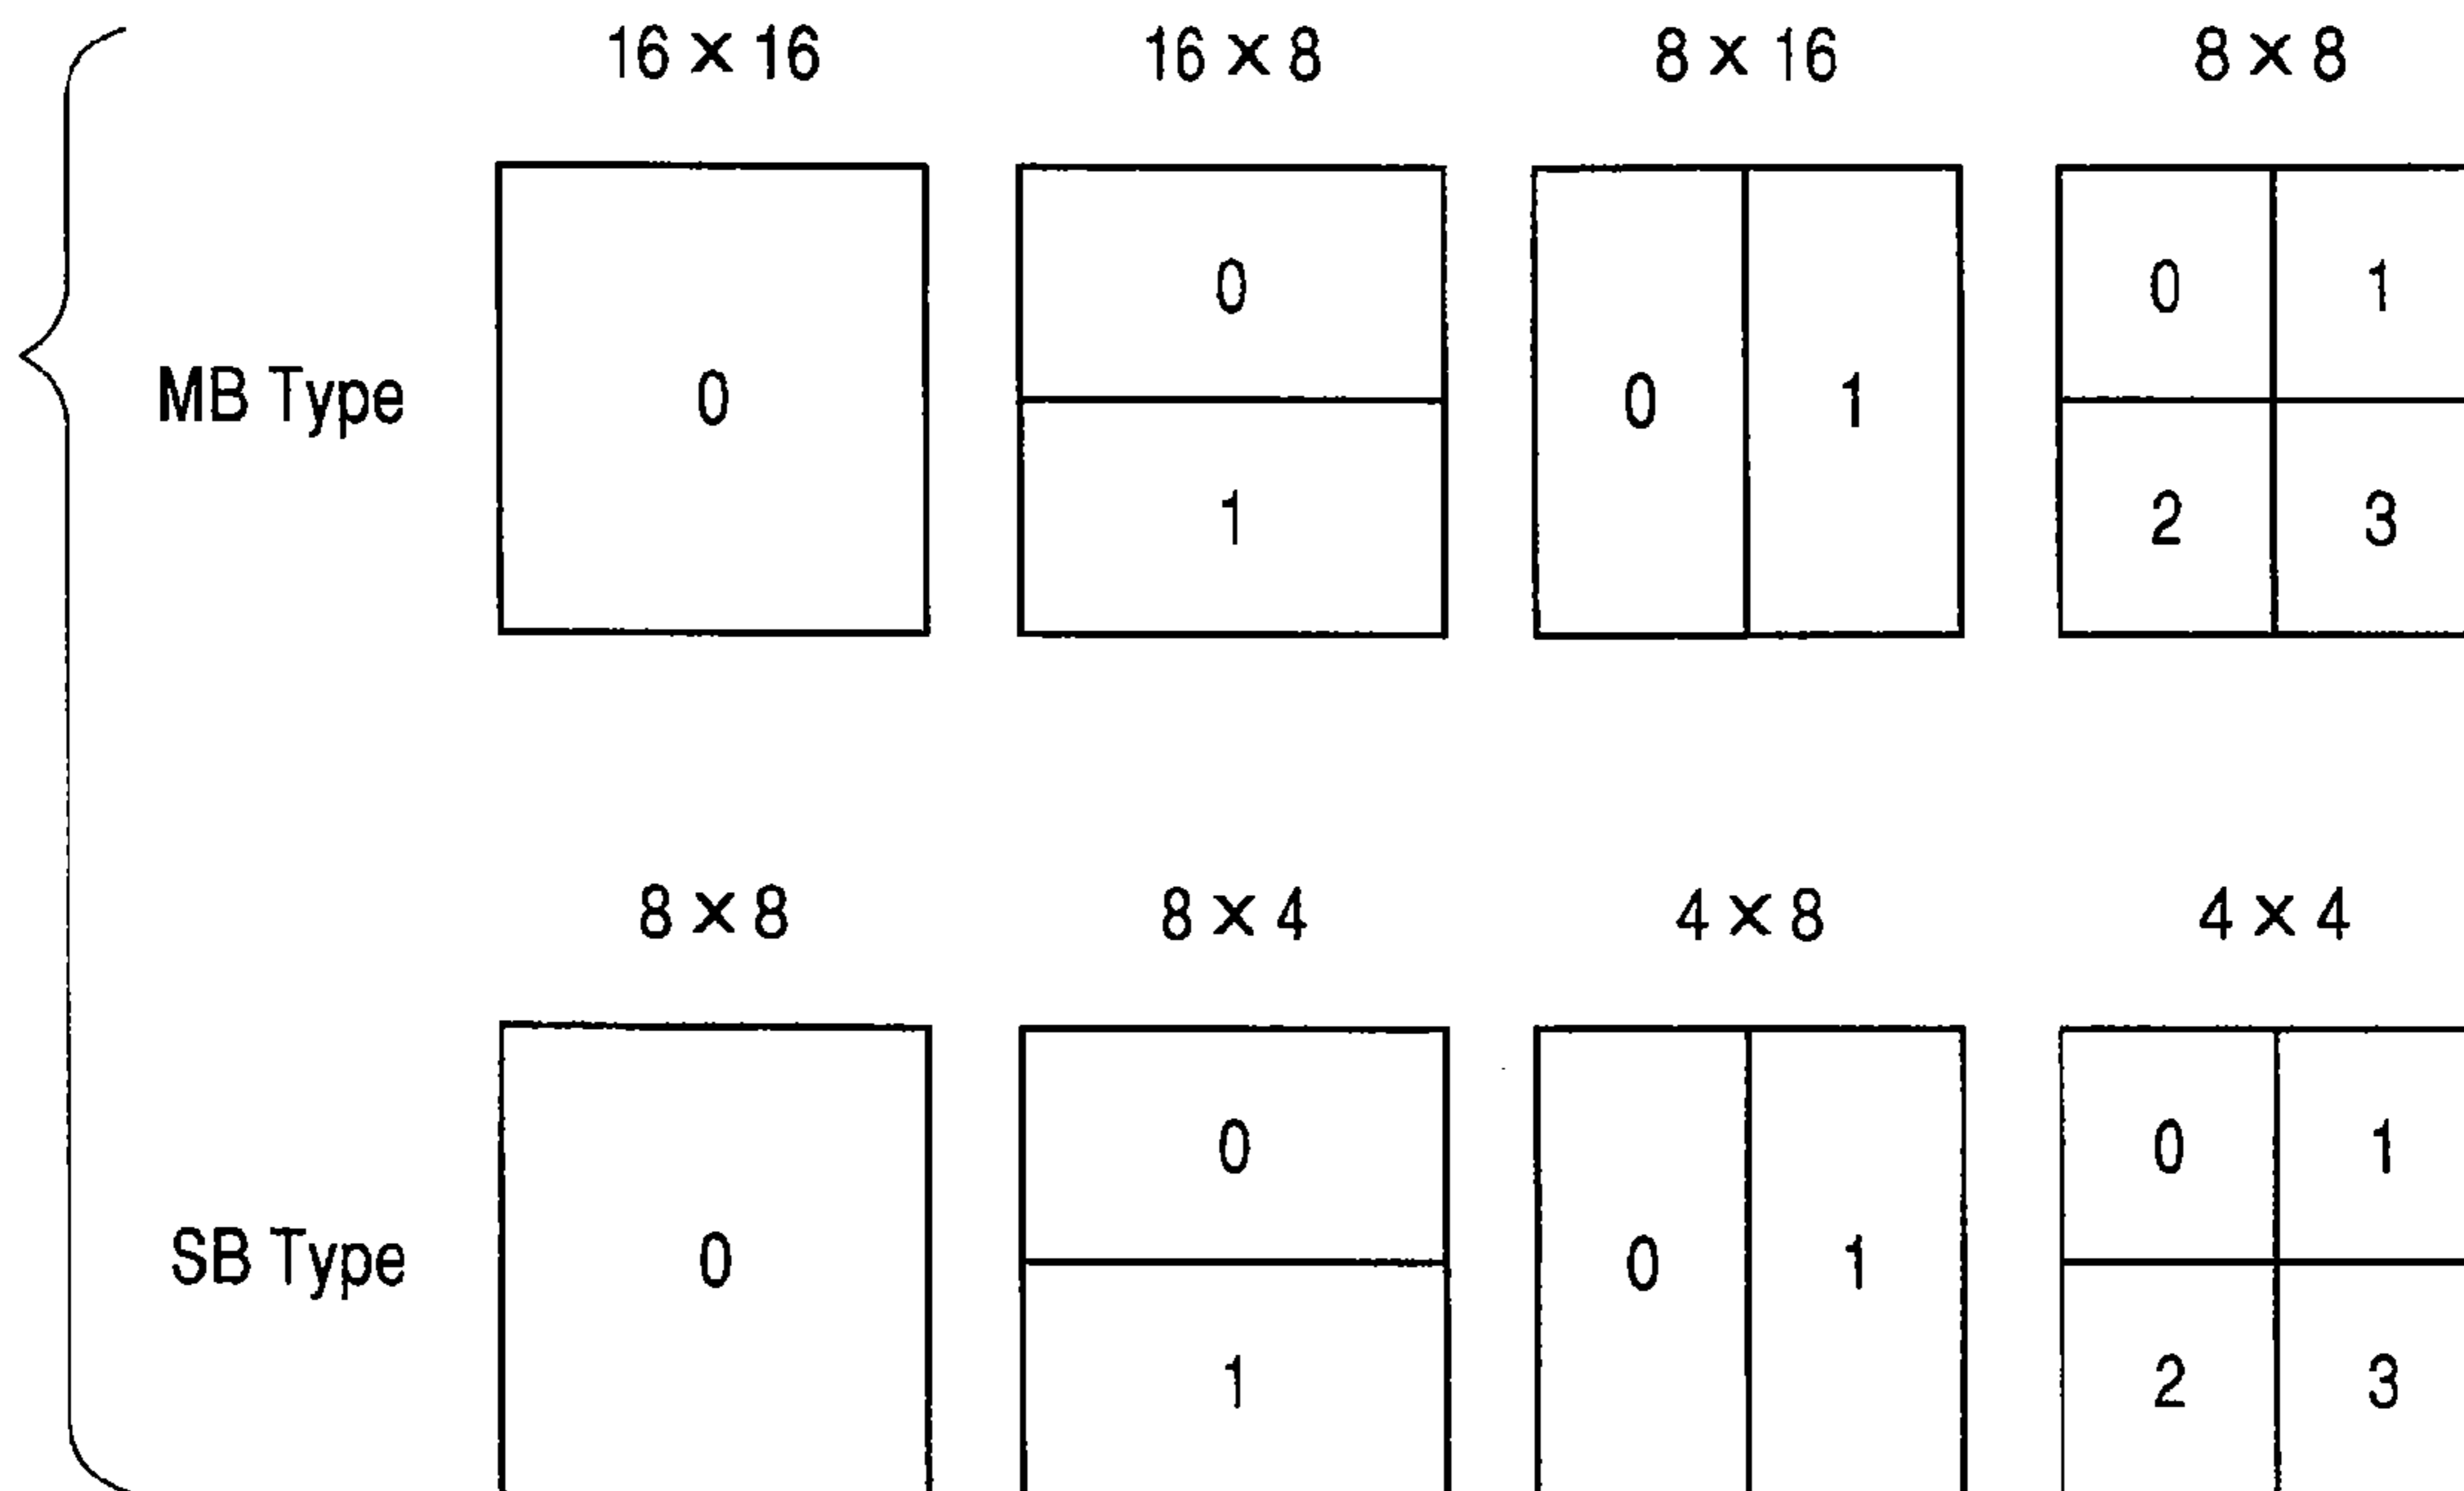 16 × 16 16 × 8 8 × 16 8 × 8
0 0 1
MB Type 0 0 1
1 2 3
8 × 8 8 × 4 4 × 8 4 × 4
0 0 1
SB Type 0 0 1
1 2 3